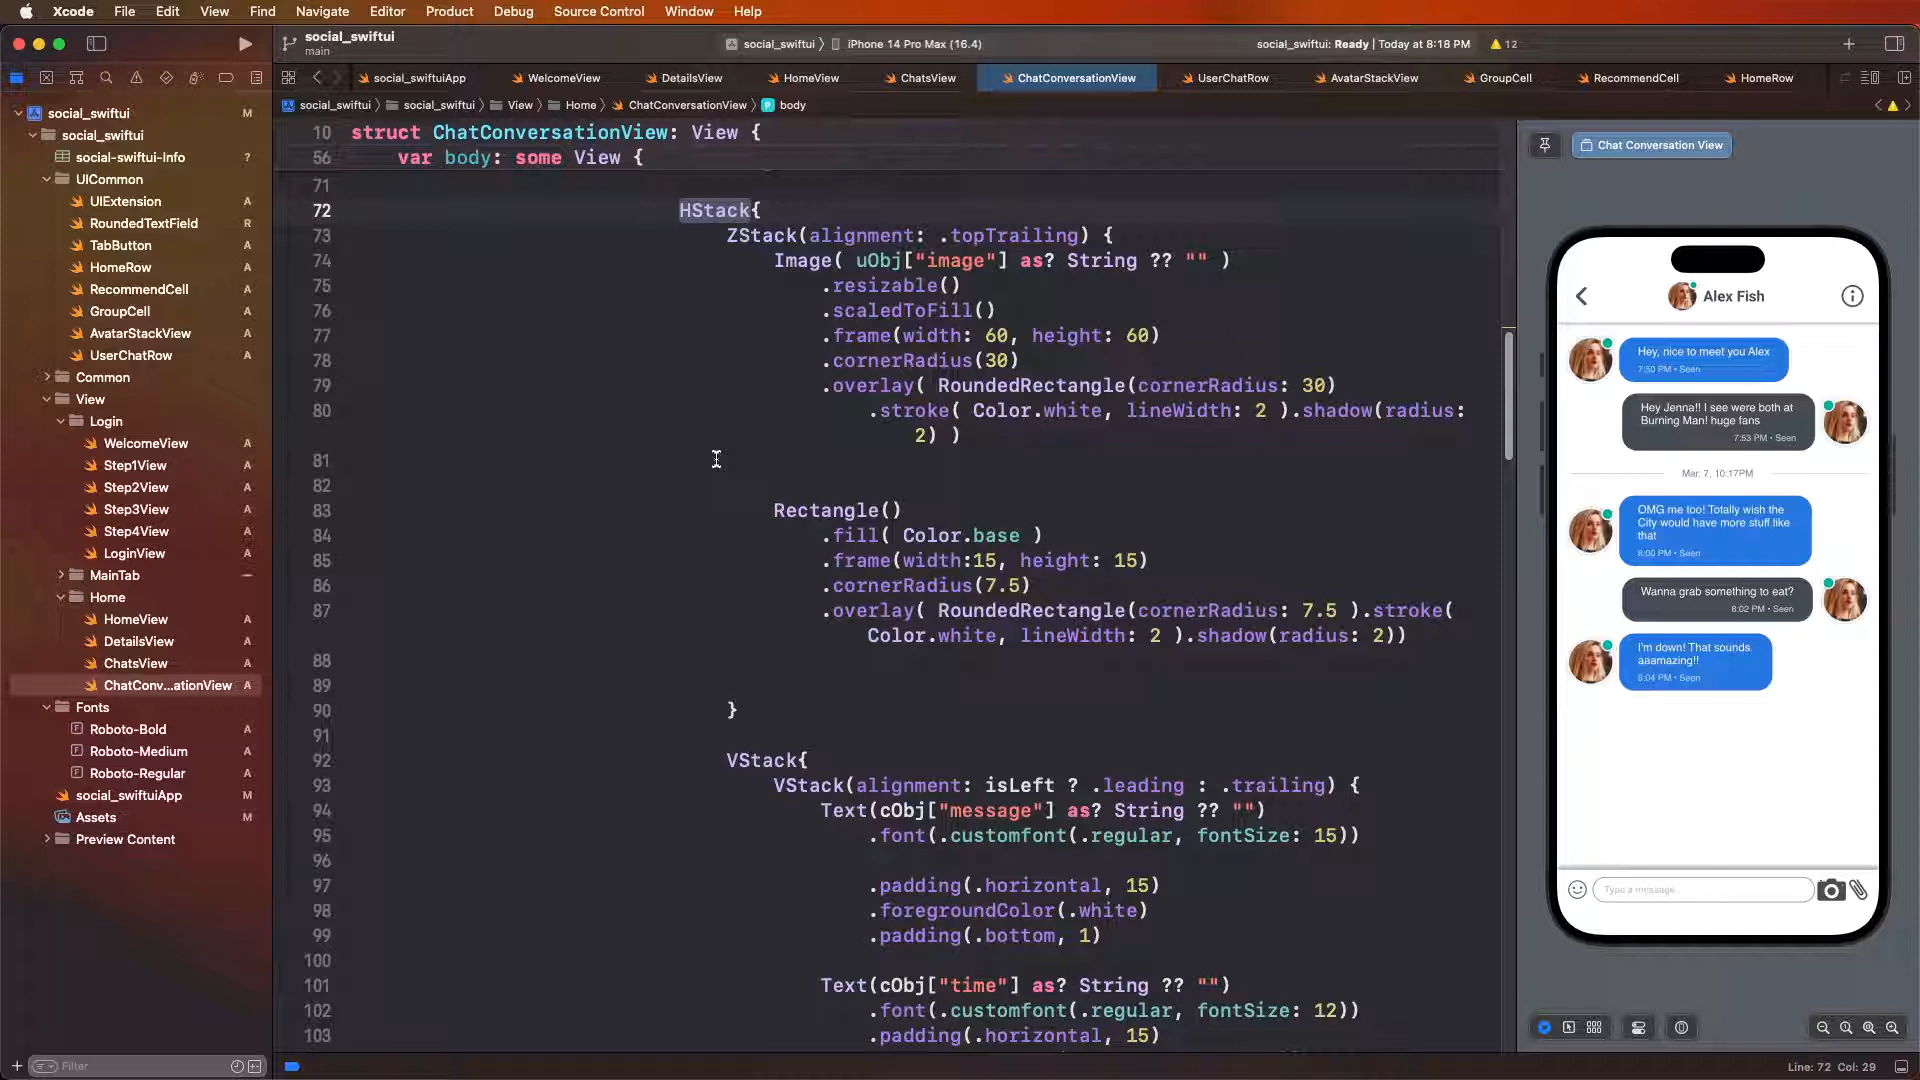 Xcode File Edit View Find Navigate Editor Product Debug Source Control Window Help
social_swiftui
main
social_swiftui 〉 iPhone 14 Pro Max (16.4)
social_swiftui: Ready | Today at 8:18 PM
12
social_swiftuiApp WelcomeView DetailsView HomeView ChatsView ChatConversationView UserChatRow AvatarStackView GroupCell RecommendCell HomeRow
social_swiftui 〉 social_swiftui 〉 View 〉 Home 〉 ChatConversationView 〉 P body
social_swiftui M
social_swiftui
social-swiftui-Info ?
UICommon
UIExtension A
RoundedTextField R
TabButton A
HomeRow A
RecommendCell A
GroupCell A
AvatarStackView A
UserChatRow A
Common
View
Login
WelcomeView A
Step1View A
Step2View A
Step3View A
Step4View A
LoginView A
MainTab
Home
HomeView A
DetailsView A
ChatsView A
ChatConv...ationView A
Fonts
Roboto-Bold A
Roboto-Medium A
Roboto-Regular A
social_swiftuiApp M
Assets M
Preview Content
Filter
10 struct ChatConversationView: View {
56 var body: some View {
71
72 HStack{
73 ZStack(alignment: .topTrailing) {
74 Image( uObj["image"] as? String ?? "" )
75 .resizable()
76 .scaledToFill()
77 .frame(width: 60, height: 60)
78 .cornerRadius(30)
79 .overlay( RoundedRectangle(cornerRadius: 30)
80 .stroke( Color.white, lineWidth: 2 ).shadow(radius:
2) )
81
82
83 Rectangle()
84 .fill( Color.base )
85 .frame(width:15, height: 15)
86 .cornerRadius(7.5)
87 .overlay( RoundedRectangle(cornerRadius: 7.5 ).stroke(
Color.white, lineWidth: 2 ).shadow(radius: 2))
88
89
90 }
91
92 VStack{
93 VStack(alignment: isLeft ? .leading : .trailing) {
94 Text(cObj["message"] as? String ?? "")
95 .font(.customfont(.regular, fontSize: 15))
96
97 .padding(.horizontal, 15)
98 .foregroundColor(.white)
99 .padding(.bottom, 1)
100
101 Text(cObj["time"] as? String ?? "")
102 .font(.customfont(.regular, fontSize: 12))
103 .padding(.horizontal, 15)
Chat Conversation View
Alex Fish
Hey, nice to meet you Alex
7:50 PM • Seen
Hey Jenna!! I see were both at
Burning Man! huge fans
7:53 PM • Seen
Mar. 7, 10:17PM
OMG me too! Totally wish the
City would have more stuff like
that
8:00 PM • Seen
Wanna grab something to eat?
8:02 PM • Seen
I'm down! That sounds
aaamazing!!
8:04 PM • Seen
Type a message...
Line: 72 Col: 29